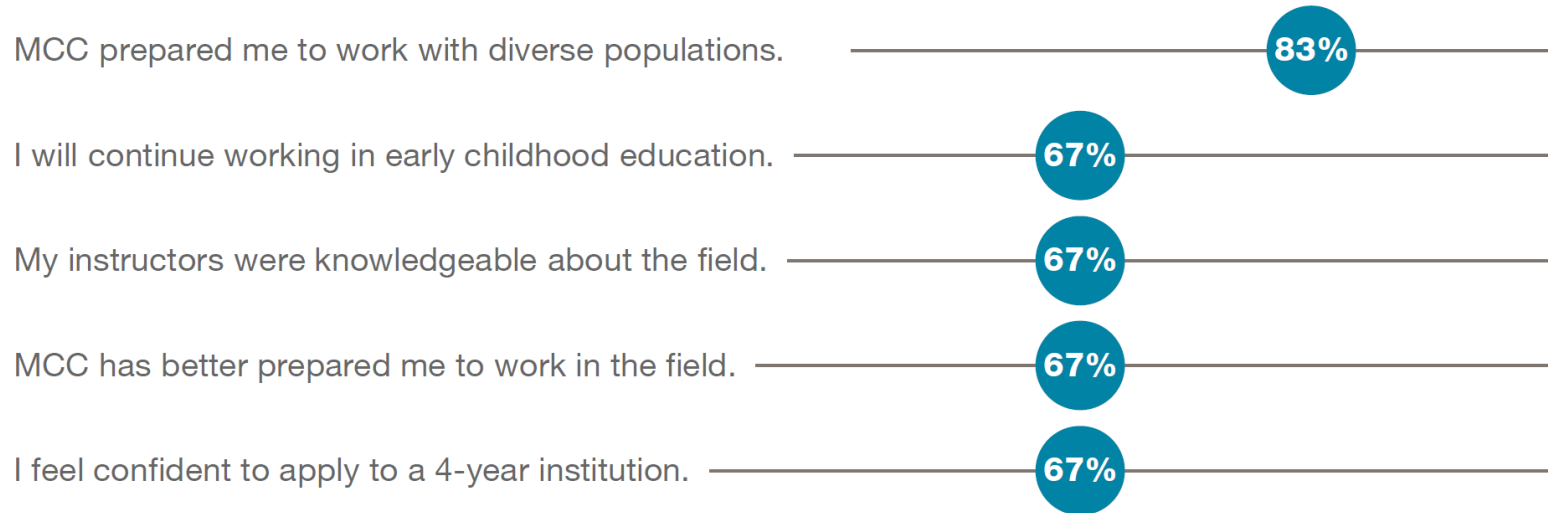 MCC prepared me to work with diverse populations. 83%
I will continue working in early childhood education. 67%
My instructors were knowledgeable about the field. 67%
MCC has better prepared me to work in the field. 67%
I feel confident to apply to a 4-year institution. 67%